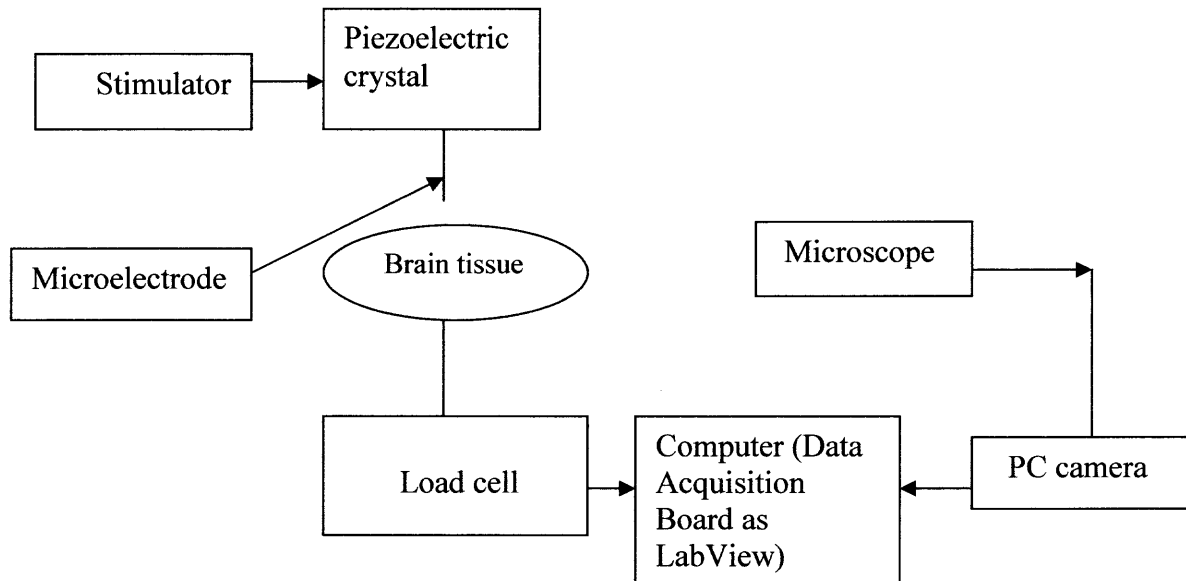 Piezoelectric
crystal
Stimulator
Microelectrode
Brain tissue
Microscope
Load cell
Computer (Data
Acquisition
Board as
LabView)
PC camera